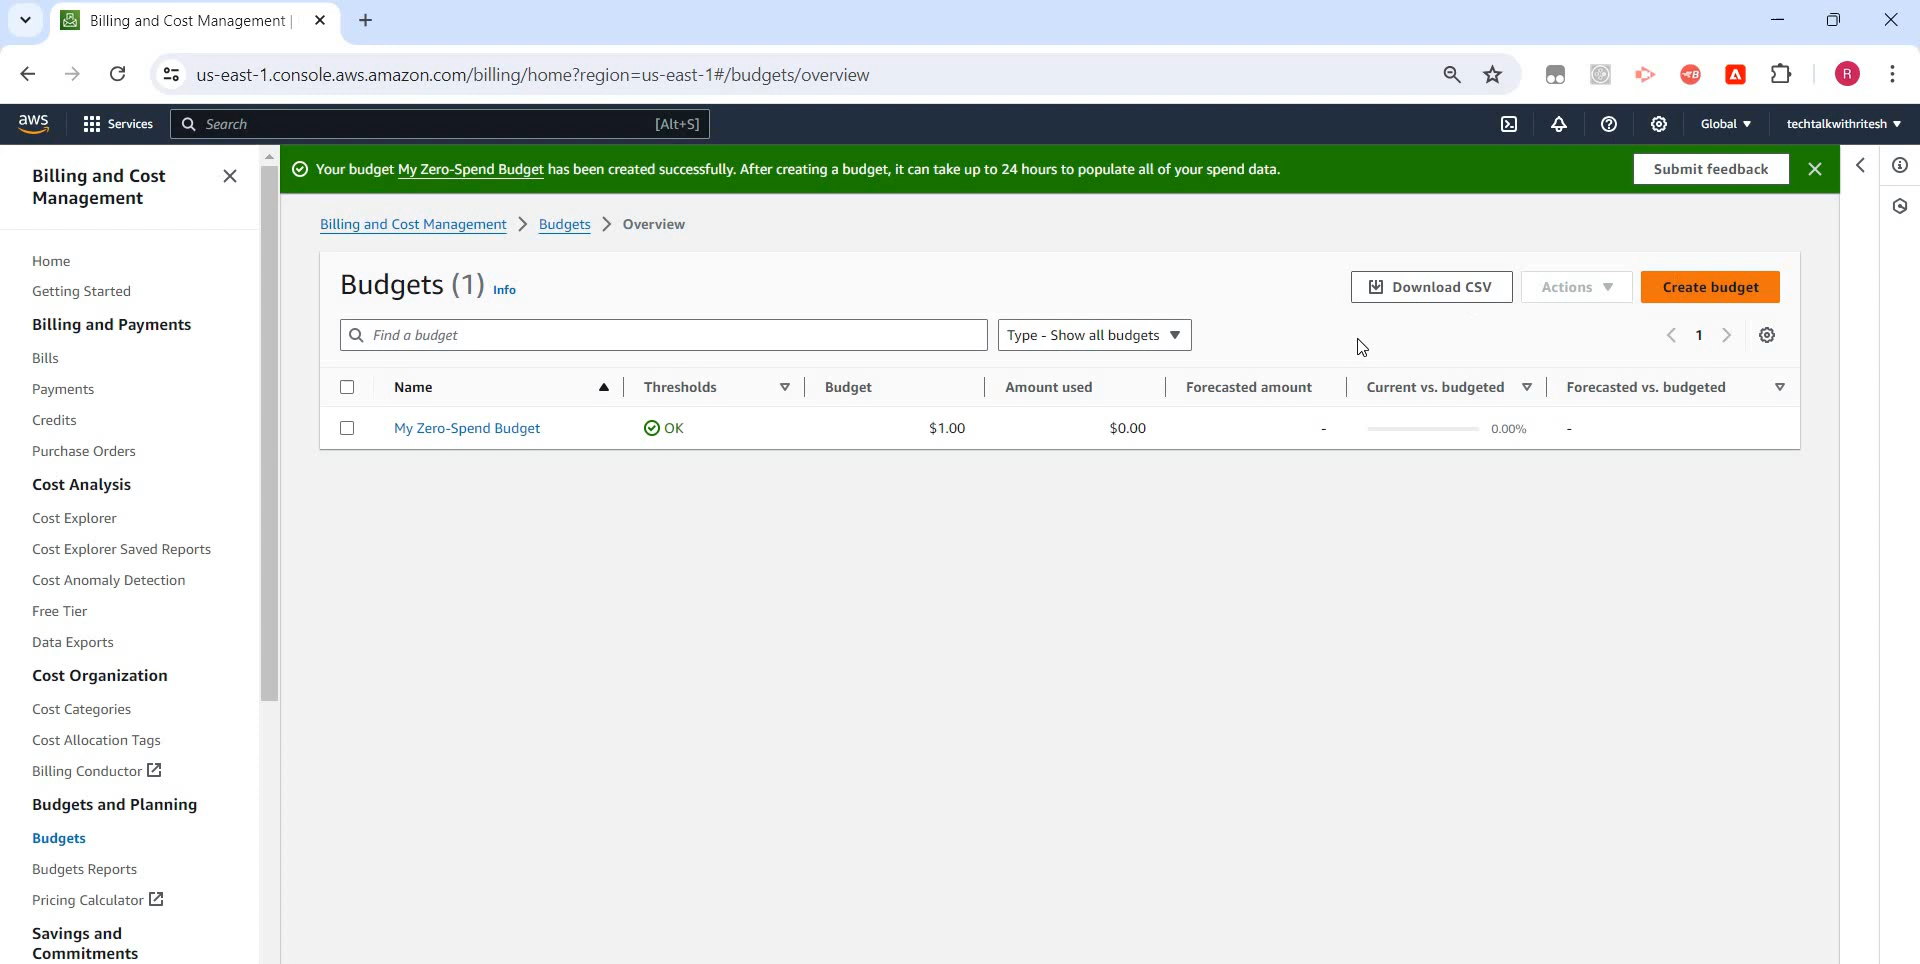 Billing and Cost Management |
us-east-1.console.aws.amazon.com/billing/home?region=us-east-1#/budgets/overview
R
aws Services Search [Alt+S] Global techtalkwithritesh
Billing and Cost
Management
Home
Getting Started
Billing and Payments
Bills
Payments
Credits
Purchase Orders
Cost Analysis
Cost Explorer
Cost Explorer Saved Reports
Cost Anomaly Detection
Free Tier
Data Exports
Cost Organization
Cost Categories
Cost Allocation Tags
Billing Conductor
Budgets and Planning
Budgets
Budgets Reports
Pricing Calculator
Savings and
Commitments
Your budget My Zero-Spend Budget has been created successfully. After creating a budget, it can take up to 24 hours to populate all of your spend data. Submit feedback
Billing and Cost Management > Budgets > Overview
Budgets (1) Info Download CSV Actions Create budget
Find a budget Type - Show all budgets 1
Name Thresholds Budget Amount used Forecasted amount Current vs. budgeted Forecasted vs. budgeted
My Zero-Spend Budget OK $1.00 $0.00 - 0.00% -